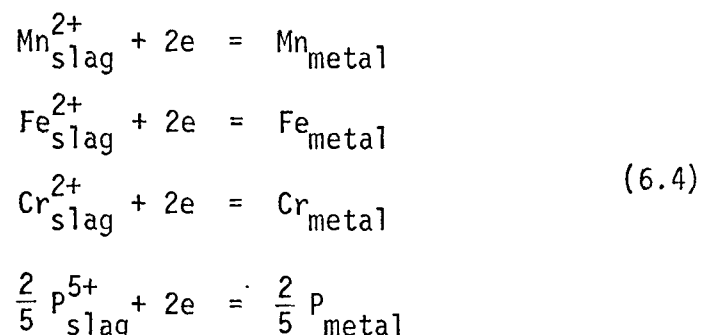 Mn²⁺slag + 2e = Mnmetal
Fe²⁺slag + 2e = Femetal
(6.4)
Cr²⁺slag + 2e = Crmetal
2/5 P⁵⁺slag + 2e = 2/5 Pmetal